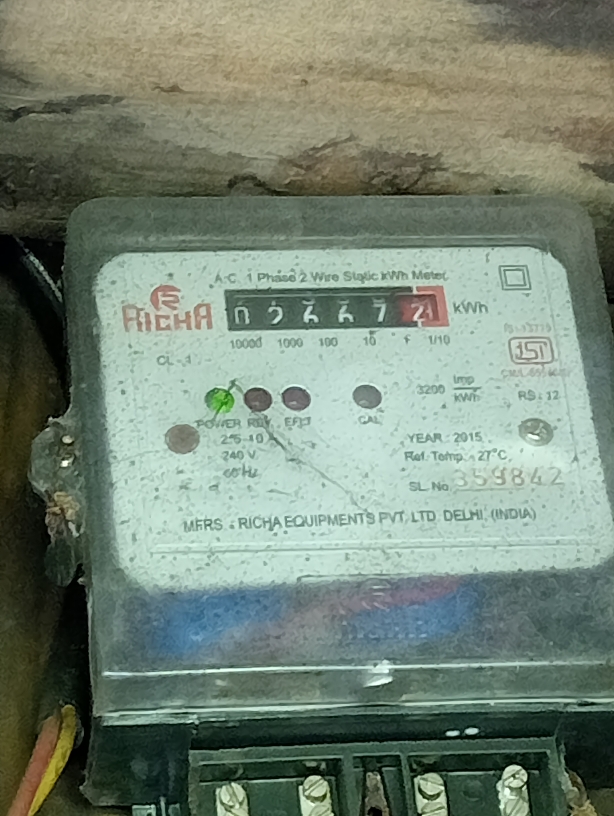 A.C. 1 Phase 2 Wire Static kWh Meter
RICHA
kWh
10000 1000 100 10 1 1/10
CL. 1
3200 Imp/kWh
RS. 12
POWER REV EFLT CAL
240 V
YEAR : 2015
Ref. Temp. : 27°C
SL. No. 359842
MFRS : RICHA EQUIPMENTS PVT. LTD. DELHI, (INDIA)